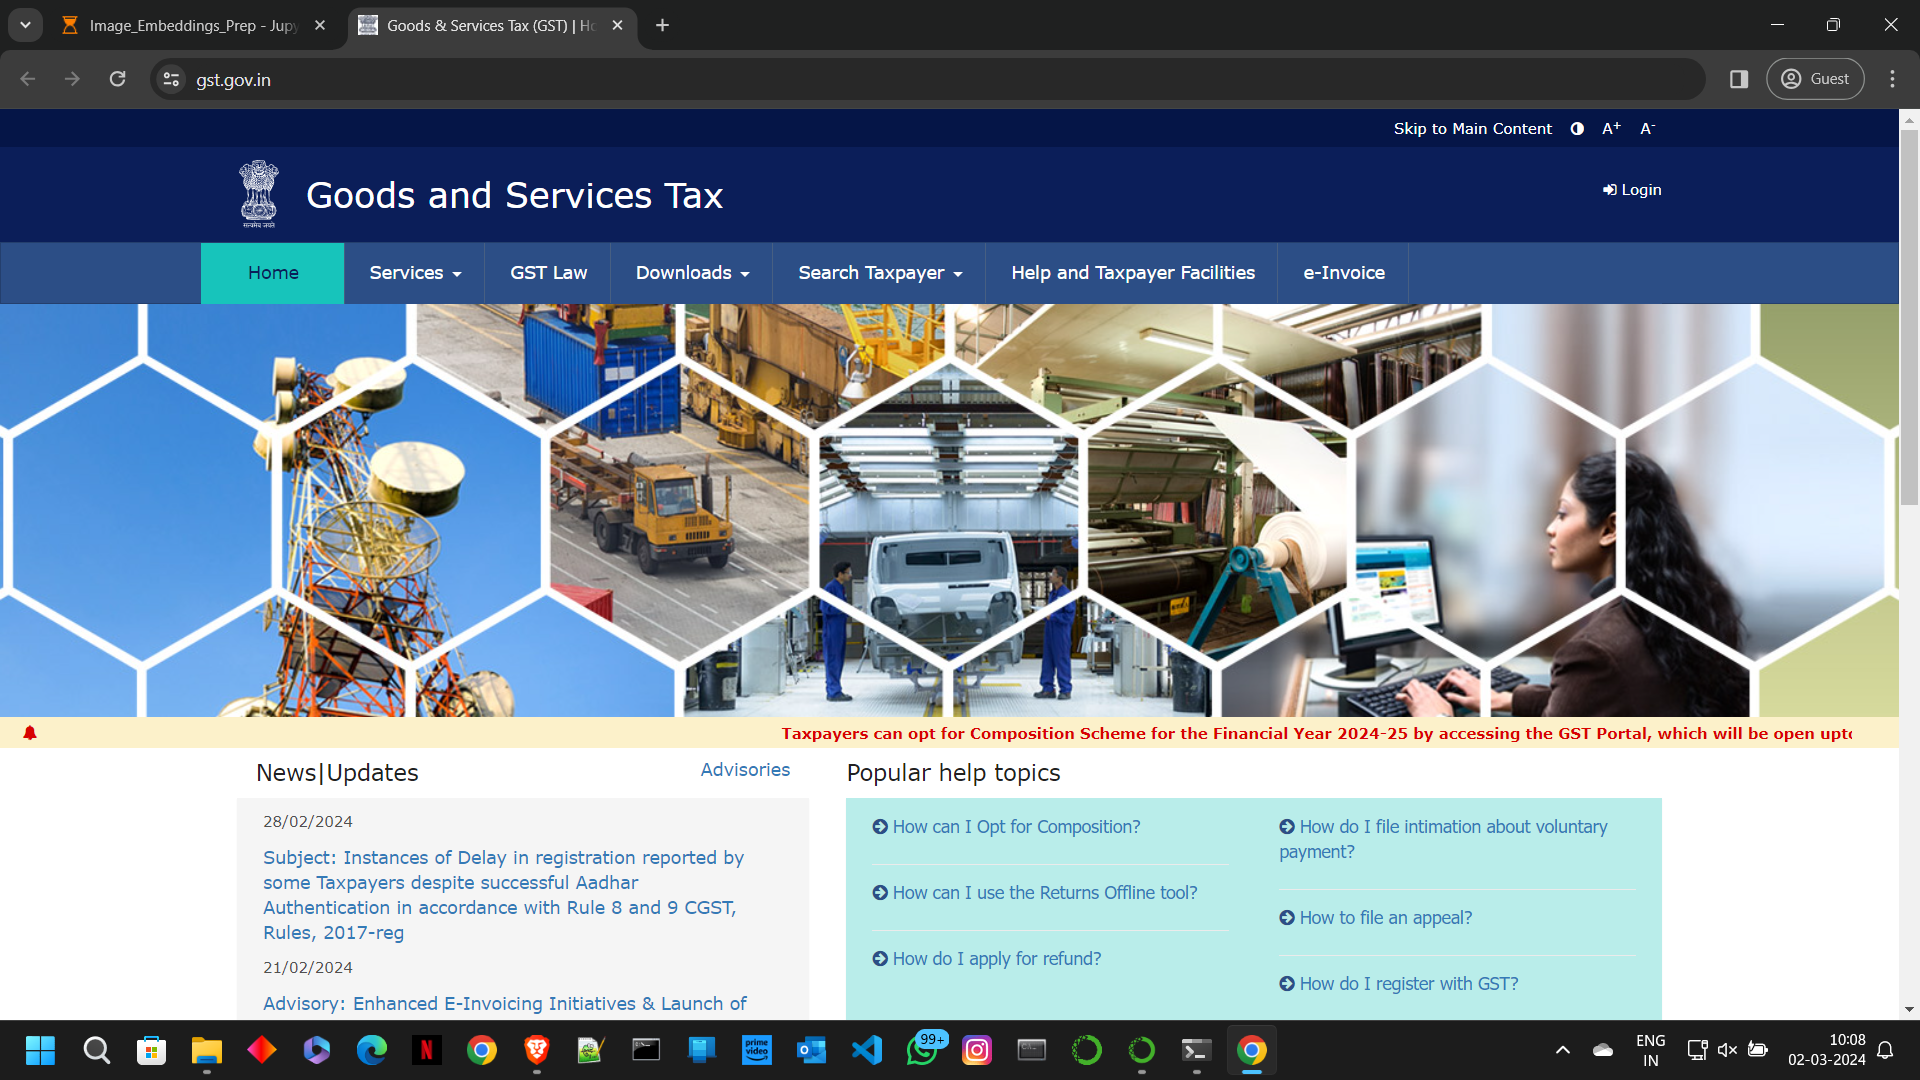 Image_Embeddings_Prep - Jupy
Goods & Services Tax (GST) | Ho
gst.gov.in
Guest
Skip to Main Content
A+
A-
सत्यमेव जयते
Goods and Services Tax
Login
Home
Services
GST Law
Downloads
Search Taxpayer
Help and Taxpayer Facilities
e-Invoice
Taxpayers can opt for Composition Scheme for the Financial Year 2024-25 by accessing the GST Portal, which will be open upto
News|Updates
Advisories
28/02/2024
Subject: Instances of Delay in registration reported by
some Taxpayers despite successful Aadhar
Authentication in accordance with Rule 8 and 9 CGST,
Rules, 2017-reg
21/02/2024
Advisory: Enhanced E-Invoicing Initiatives & Launch of
Popular help topics
How can I Opt for Composition?
How can I use the Returns Offline tool?
How do I apply for refund?
How do I file intimation about voluntary
payment?
How to file an appeal?
How do I register with GST?
N
prime
video
99+
ENG
IN
10:08
02-03-2024